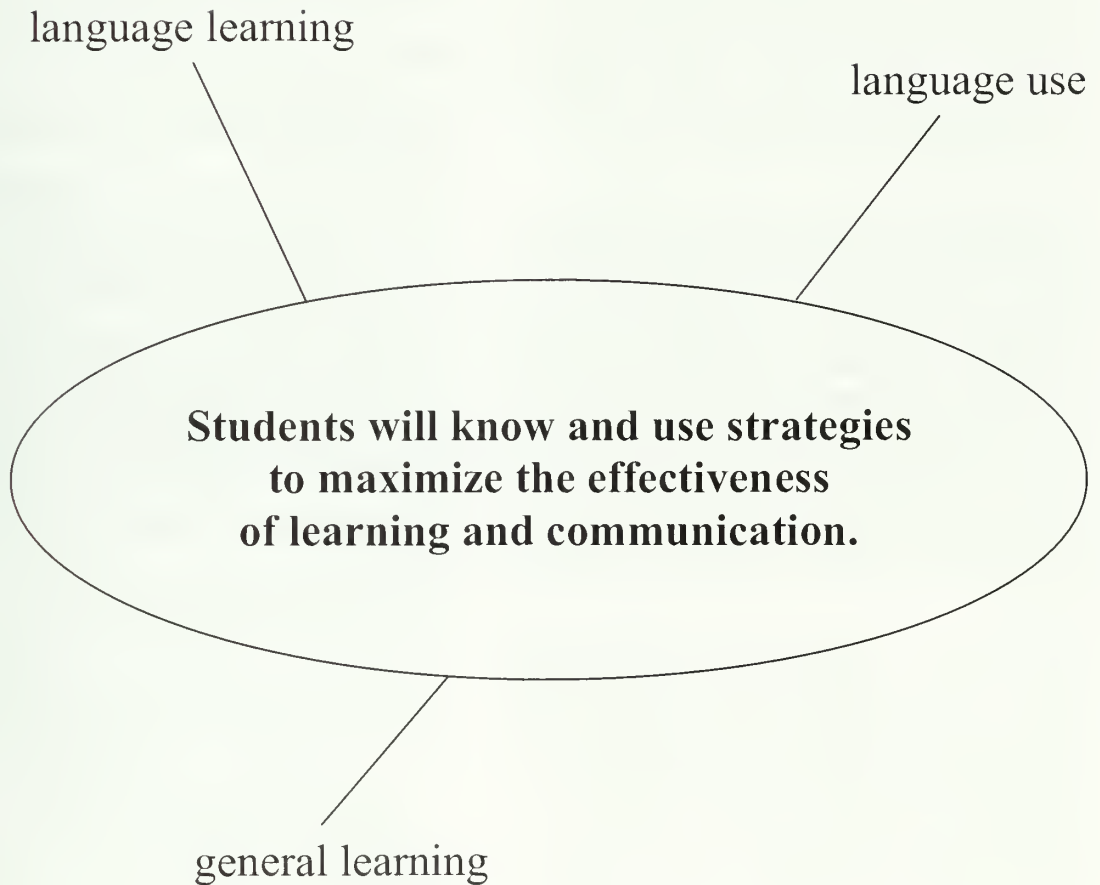 language learning
language use
Students will know and use strategies
to maximize the effectiveness
of learning and communication.
general learning